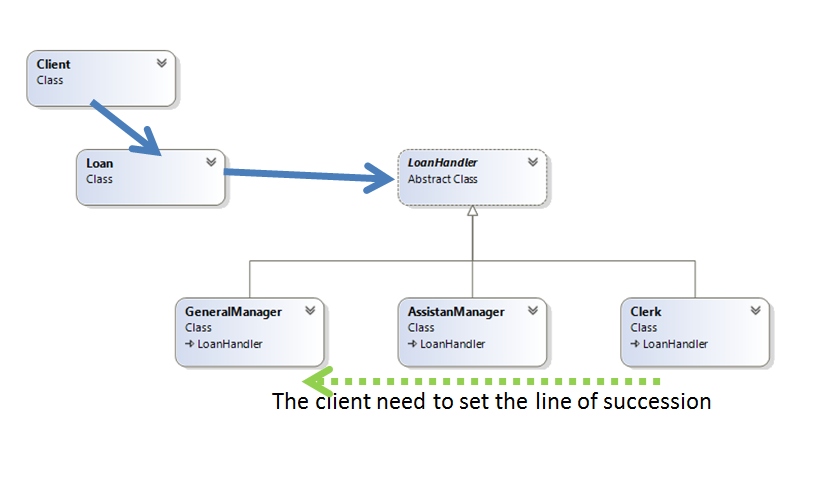 Client
Class
Loan
Class
LoanHandler
Abstract Class
GeneralManager
Class
LoanHandler
AssistanManager
Class
LoanHandler
Clerk
Class
LoanHandler
The client need to set the line of succession